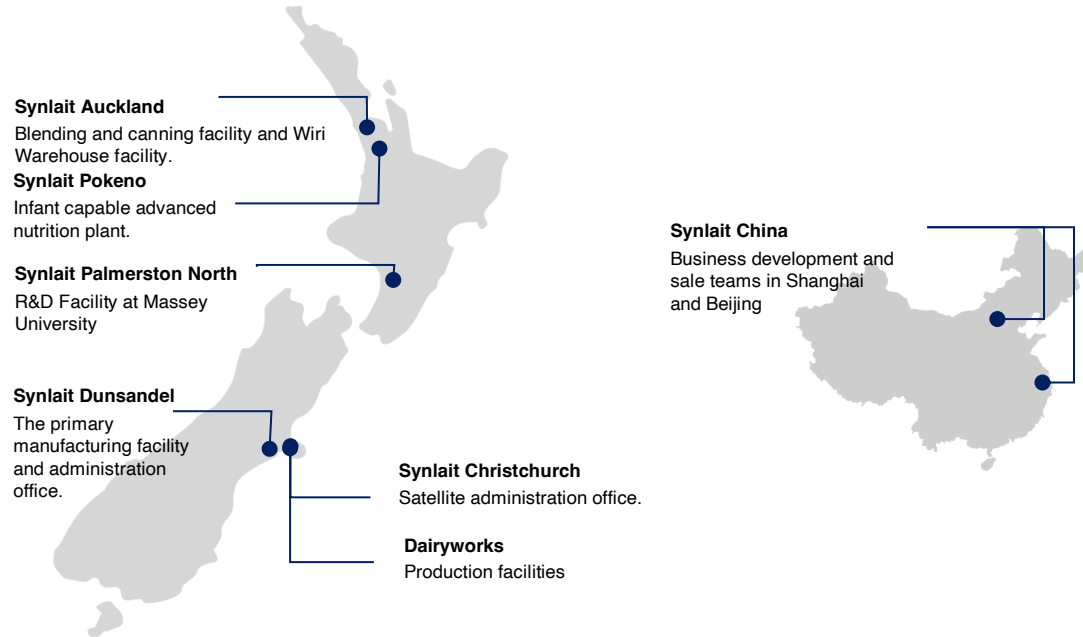 Synlait Auckland
Blending and canning facility and Wiri
Warehouse facility.
Synlait Pokeno
Infant capable advanced
nutrition plant.
Synlait Palmerston North
R&D Facility at Massey
University
Synlait Dunsandel
The primary
manufacturing facility
and administration
office.
Synlait Christchurch
Satellite administration office.
Dairyworks
Production facilities
Synlait China
Business development and
sale teams in Shanghai
and Beijing